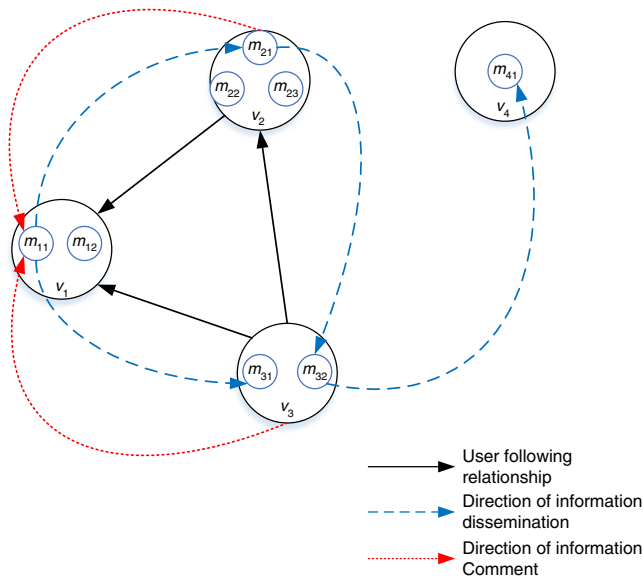 m21
m22 m23
v2
m41
v4
m11 m12
v1
m31 m32
v3
User following
relationship
Direction of information
dissemination
Direction of information
Comment